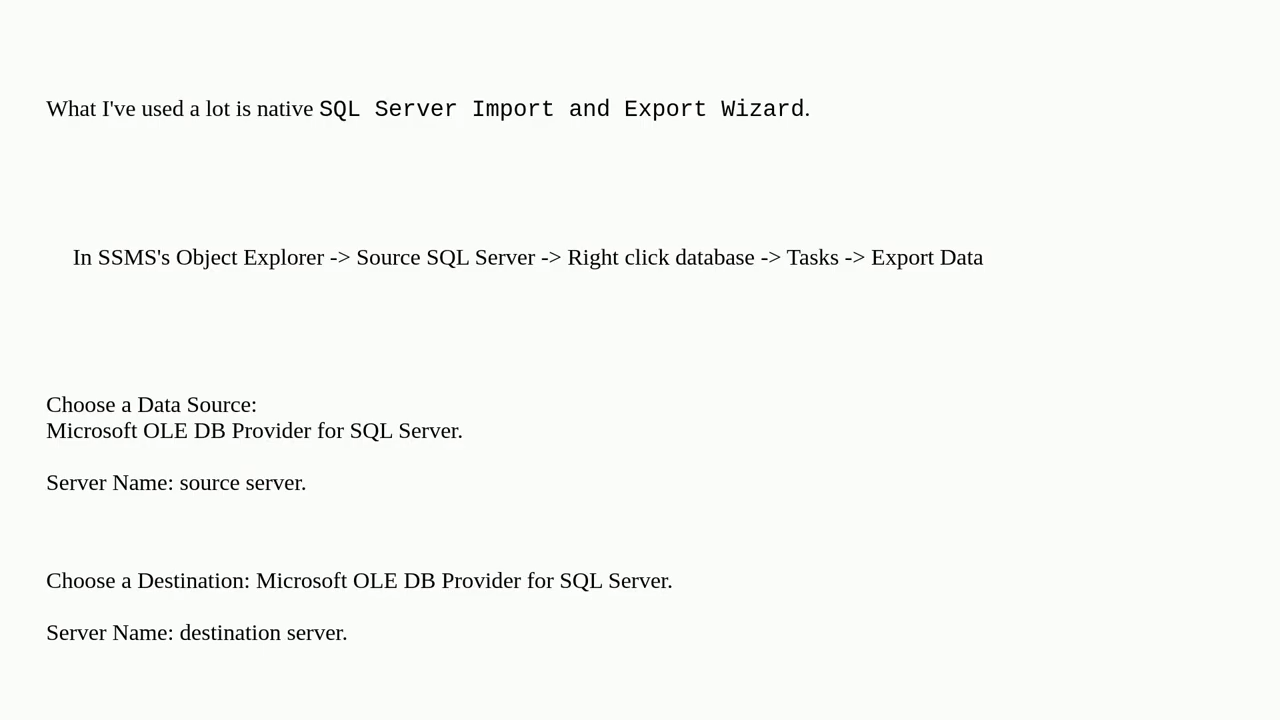 What I've used a lot is native SQL Server Import and Export Wizard.
In SSMS's Object Explorer -> Source SQL Server -> Right click database -> Tasks -> Export Data
Choose a Data Source:
Microsoft OLE DB Provider for SQL Server.
Server Name: source server.
Choose a Destination: Microsoft OLE DB Provider for SQL Server.
Server Name: destination server.